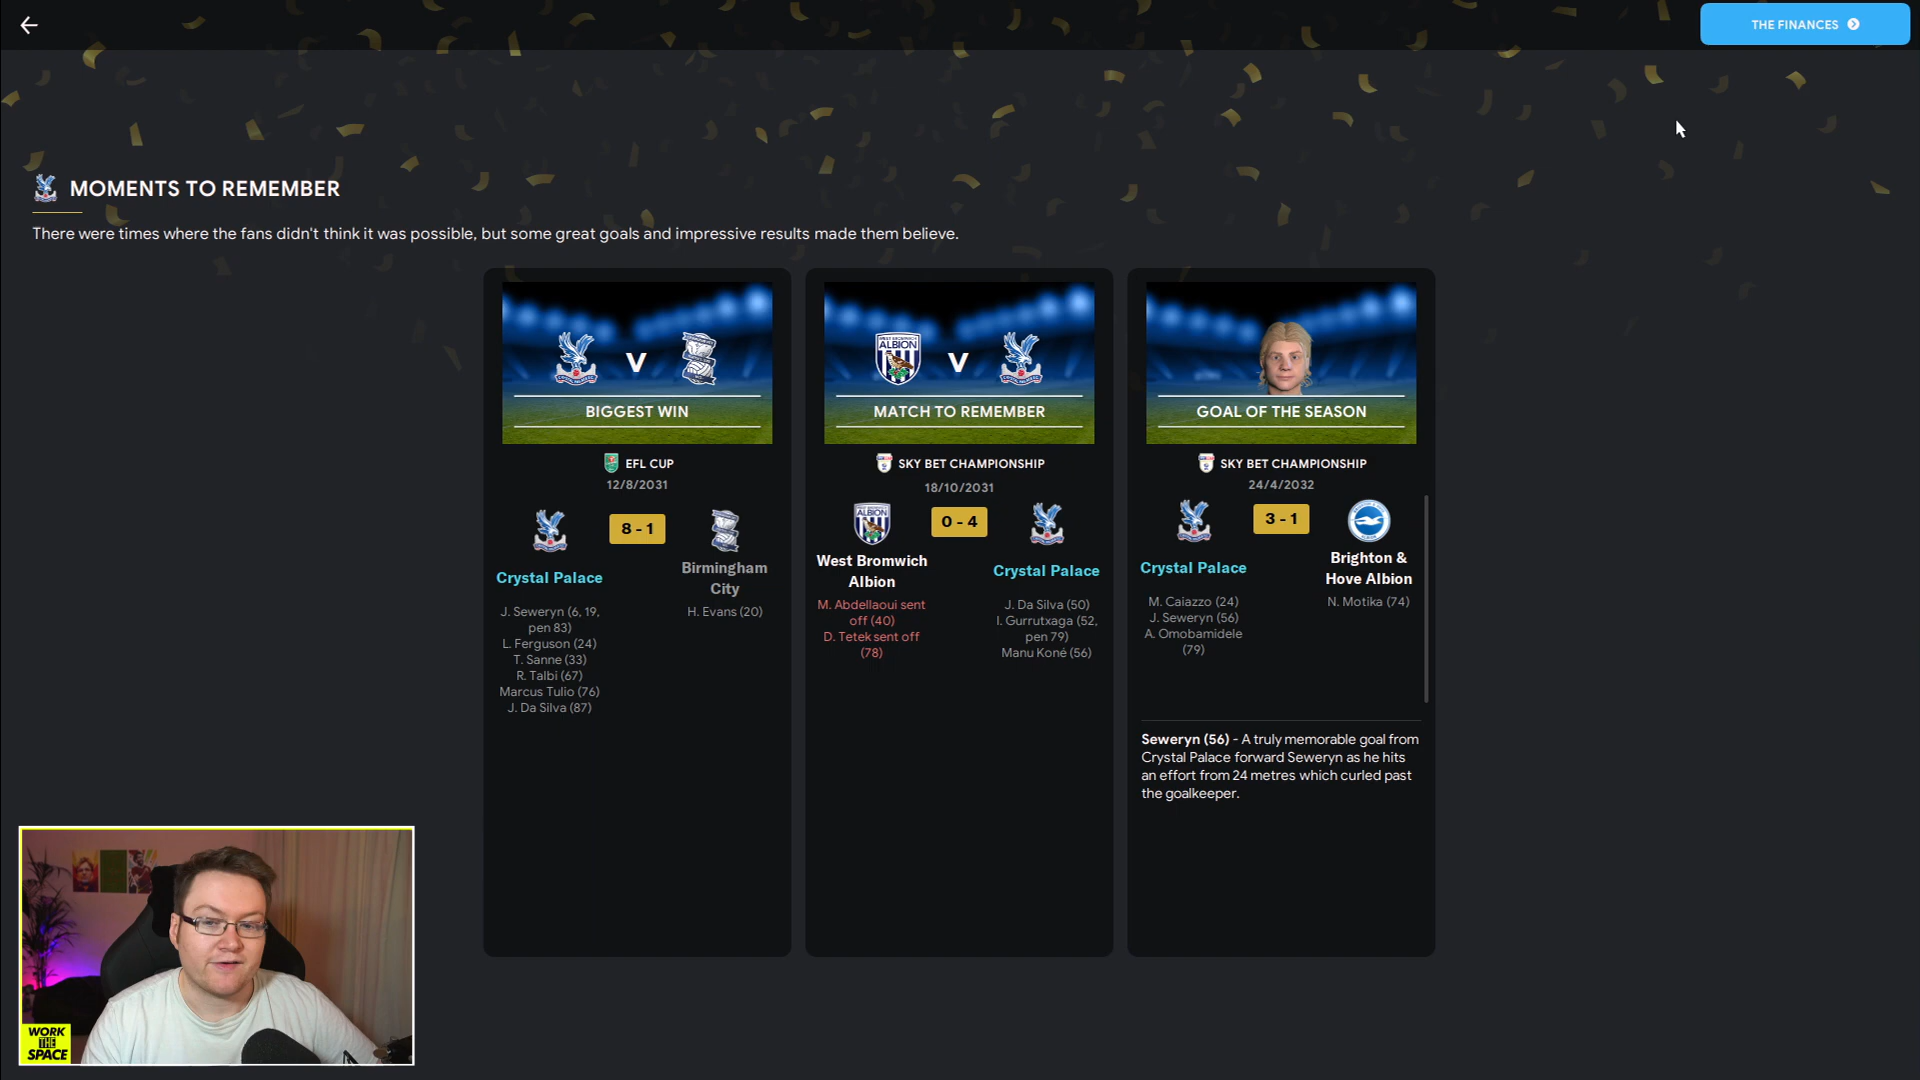 THE FINANCES
MOMENTS TO REMEMBER
There were times where the fans didn't think it was possible, but some great goals and impressive results made them believe.
V
BIGGEST WIN
EFL CUP
12/8/2031
8 - 1
Crystal Palace
Birmingham
City
J. Seweryn (6, 19,
pen 83)
L. Ferguson (24)
T. Sanne (33)
R. Talbi (67)
Marcus Tulio (76)
J. Da Silva (87)
H. Evans (20)
ALBION
V
MATCH TO REMEMBER
SKY BET CHAMPIONSHIP
18/10/2031
ALBION
0 - 4
West Bromwich
Albion
Crystal Palace
M. Abdellaoui sent
off (40)
D. Tetek sent off
(78)
J. Da Silva (50)
I. Gurrutxaga (52,
pen 79)
Manu Koné (56)
GOAL OF THE SEASON
SKY BET CHAMPIONSHIP
24/4/2032
3 - 1
Crystal Palace
Brighton &
Hove Albion
M. Caiazzo (24)
J. Seweryn (56)
A. Omobamidele
(79)
N. Motika (74)
Seweryn (56) - A truly memorable goal from
Crystal Palace forward Seweryn as he hits
an effort from 24 metres which curled past
the goalkeeper.
WORK
THE
SPACE